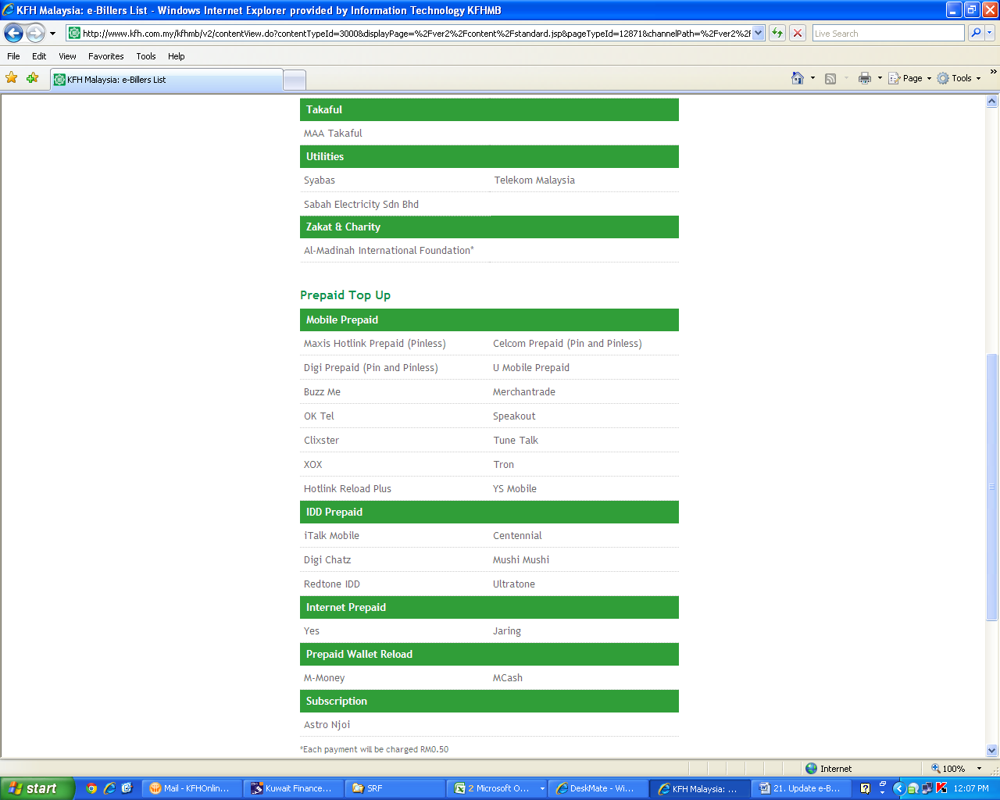 KFH Malaysia: e-Billers List - Windows Internet Explorer provided by Information Technology KFHMB
http://www.kfh.com.my/kfhmb/v2/contentView.do?contentTypeId=3000&displayPage=%2Fver2%2Fcontent%2Fstandard.jsp&pageTypeId=12871&channelPath=%2Fver2%2F
Live Search
File Edit View Favorites Tools Help
KFH Malaysia: e-Billers List
Page Tools
Takaful
MAA Takaful
Utilities
Syabas Telekom Malaysia
Sabah Electricity Sdn Bhd
Zakat & Charity
Al-Madinah International Foundation*
Prepaid Top Up
Mobile Prepaid
Maxis Hotlink Prepaid (Pinless) Celcom Prepaid (Pin and Pinless)
Digi Prepaid (Pin and Pinless) U Mobile Prepaid
Buzz Me Merchantrade
OK Tel Speakout
Clixster Tune Talk
XOX Tron
Hotlink Reload Plus YS Mobile
IDD Prepaid
iTalk Mobile Centennial
Digi Chatz Mushi Mushi
Redtone IDD Ultratone
Internet Prepaid
Yes Jaring
Prepaid Wallet Reload
M-Money MCash
Subscription
Astro Njoi
*Each payment will be charged RM0.50
Internet 100%
start Mail - KFHOnlin... Kuwait Finance... SRF 2 Microsoft O... DeskMate - Wi... KFH Malaysia: ... 21. Update e-B... 12:07 PM